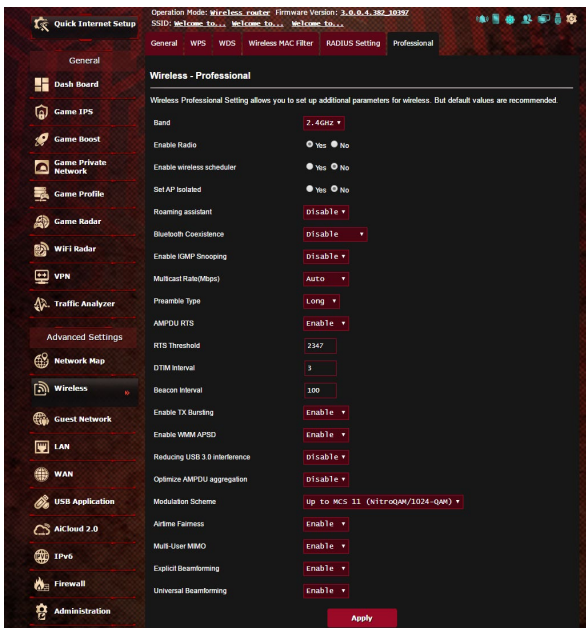 Quick Internet Setup
Operation Mode: Wireless router Firmware Version: 3.0.0.4.382_10397
SSID: Welcome to... Welcome to...
General WPS WDS Wireless MAC Filter RADIUS Setting Professional
General
Dash Board
Game IPS
Game Boost
Game Private
Network
Game Profile
Game Radar
WiFi Radar
VPN
Traffic Analyzer
Advanced Settings
Network Map
Wireless
Guest Network
LAN
WAN
USB Application
AiCloud 2.0
IPv6
Firewall
Administration
Wireless - Professional
Wireless Professional Setting allows you to set up additional parameters for wireless. But default values are recommended.
Band 2.4GHz
Enable Radio Yes No
Enable wireless scheduler Yes No
Set AP Isolated Yes No
Roaming assistant Disable
Bluetooth Coexistence Disable
Enable IGMP Snooping Disable
Multicast Rate(Mbps) Auto
Preamble Type Long
AMPDU RTS Enable
RTS Threshold 2347
DTIM Interval 3
Beacon Interval 100
Enable TX Bursting Enable
Enable WMM APSD Enable
Reducing USB 3.0 interference Disable
Optimize AMPDU aggregation Disable
Modulation Scheme Up to MCS 11 (NitroQAM/1024-QAM)
Airtime Fairness Enable
Multi-User MIMO Enable
Explicit Beamforming Enable
Universal Beamforming Enable
Apply